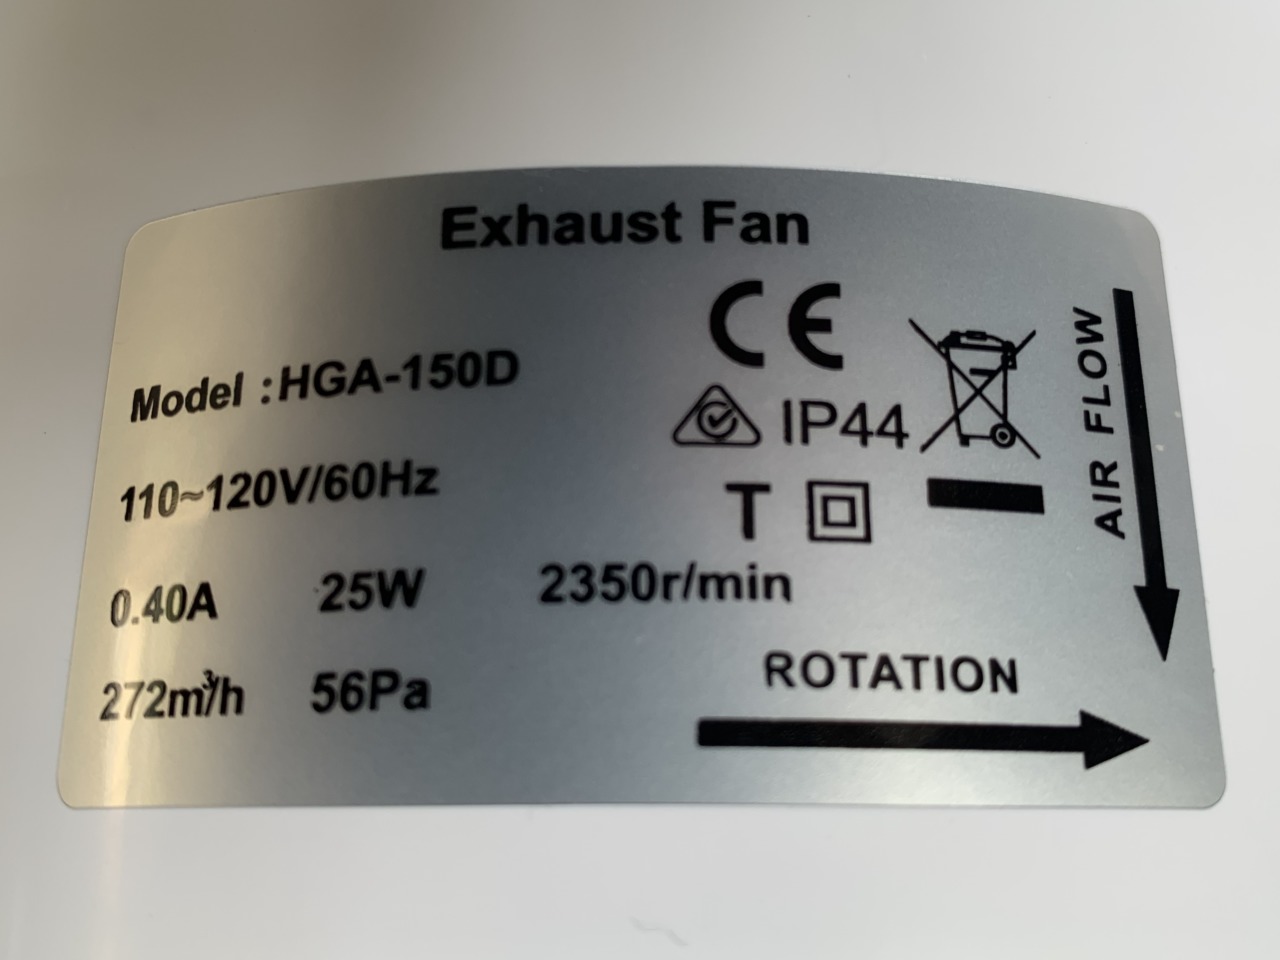 Exhaust Fan
CE
Model :HGA-150D
IP44
110~120V/60Hz
T
0.40A 25W 2350r/min
272m³/h 56Pa
ROTATION
AIR FLOW